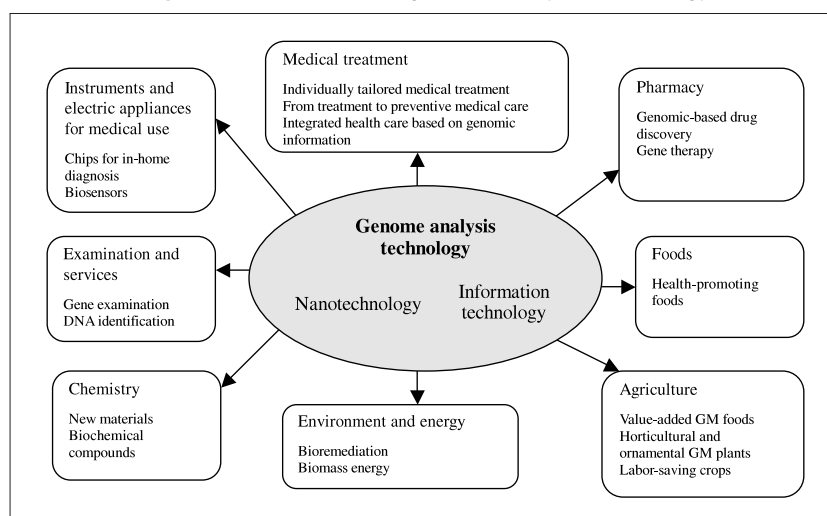 Medical treatment
Individually tailored medical treatment
From treatment to preventive medical care
Integrated health care based on genomic
information
Instruments and
electric appliances
for medical use
Chips for in-home
diagnosis
Biosensors
Pharmacy
Genomic-based drug
discovery
Gene therapy
Genome analysis
technology
Nanotechnology
Information
technology
Examination and
services
Gene examination
DNA identification
Foods
Health-promoting
foods
Chemistry
New materials
Biochemical
compounds
Environment and energy
Bioremediation
Biomass energy
Agriculture
Value-added GM foods
Horticultural and
ornamental GM plants
Labor-saving crops